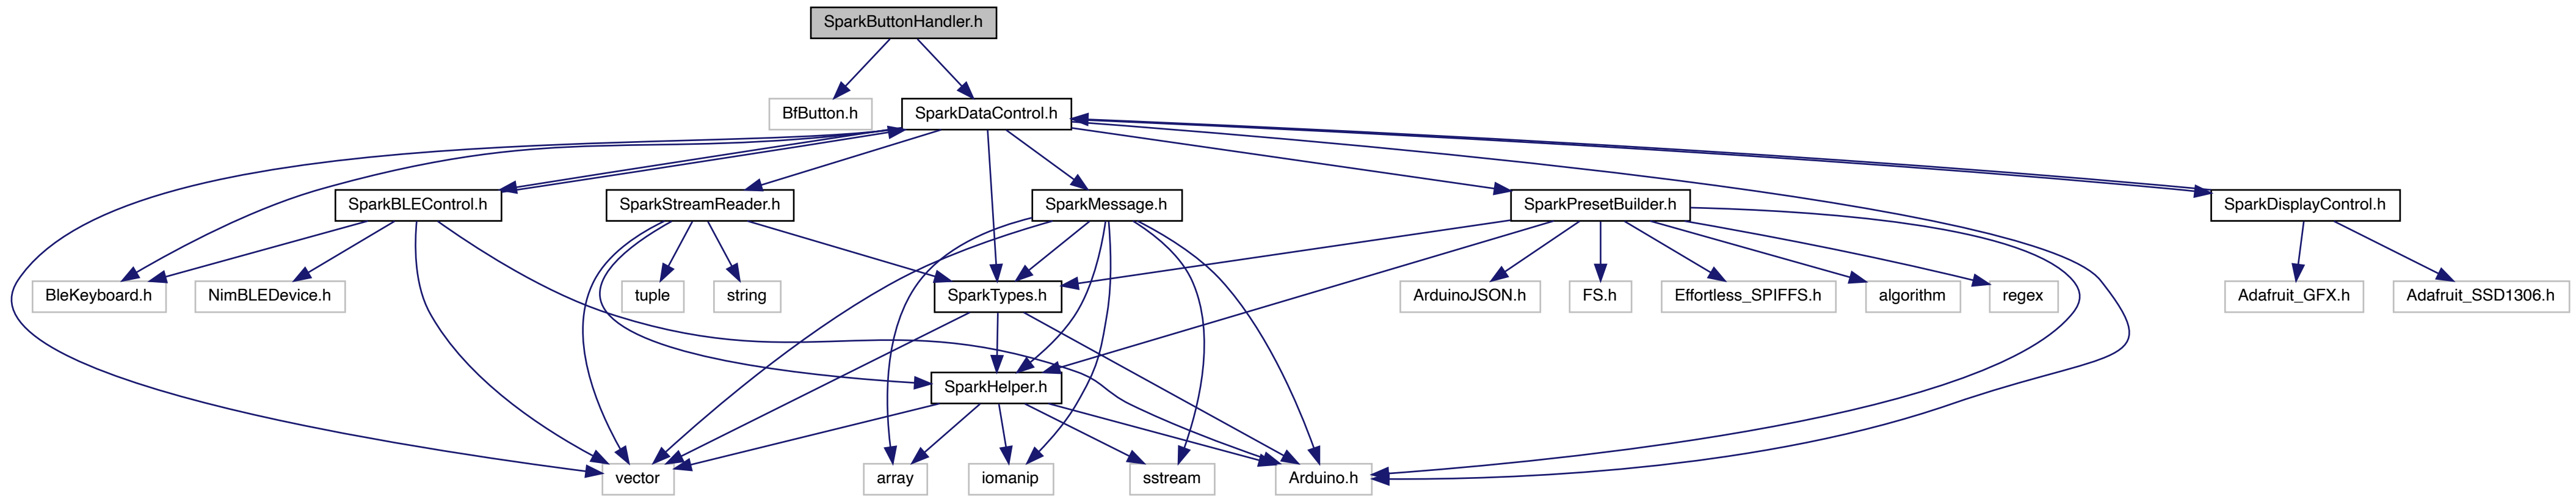 SparkButtonHandler.h
BfButton.h
SparkDataControl.h
SparkBLEControl.h
SparkStreamReader.h
SparkMessage.h
SparkPresetBuilder.h
SparkDisplayControl.h
BleKeyboard.h
NimBLEDevice.h
tuple
string
SparkTypes.h
ArduinoJSON.h
FS.h
Effortless_SPIFFS.h
algorithm
regex
Adafruit_GFX.h
Adafruit_SSD1306.h
SparkHelper.h
vector
array
iomanip
sstream
Arduino.h